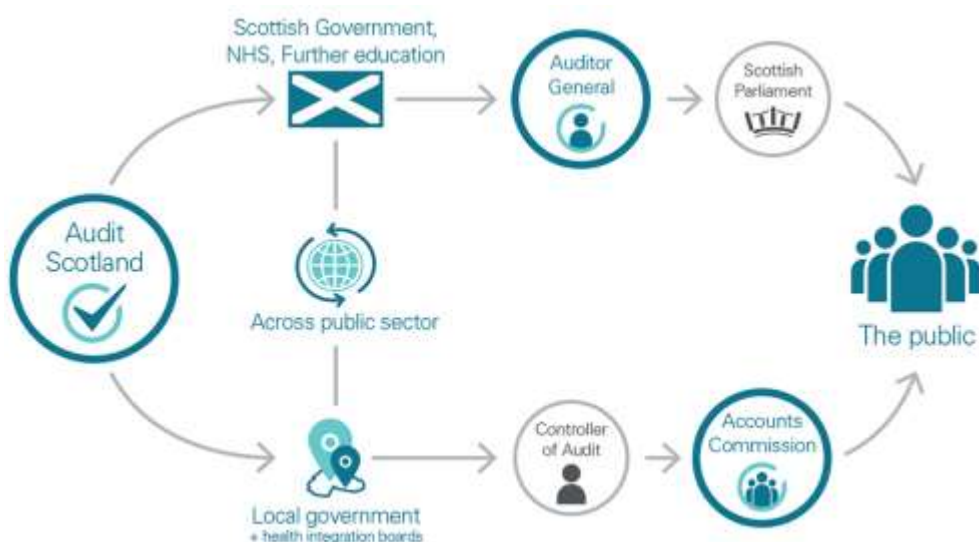 Scottish Government,
NHS, Further education
Auditor
General
Scottish
Parliament
Audit
Scotland
Across public sector
The public
Controller
of Audit
Accounts
Commission
Local government
+ health integration boards